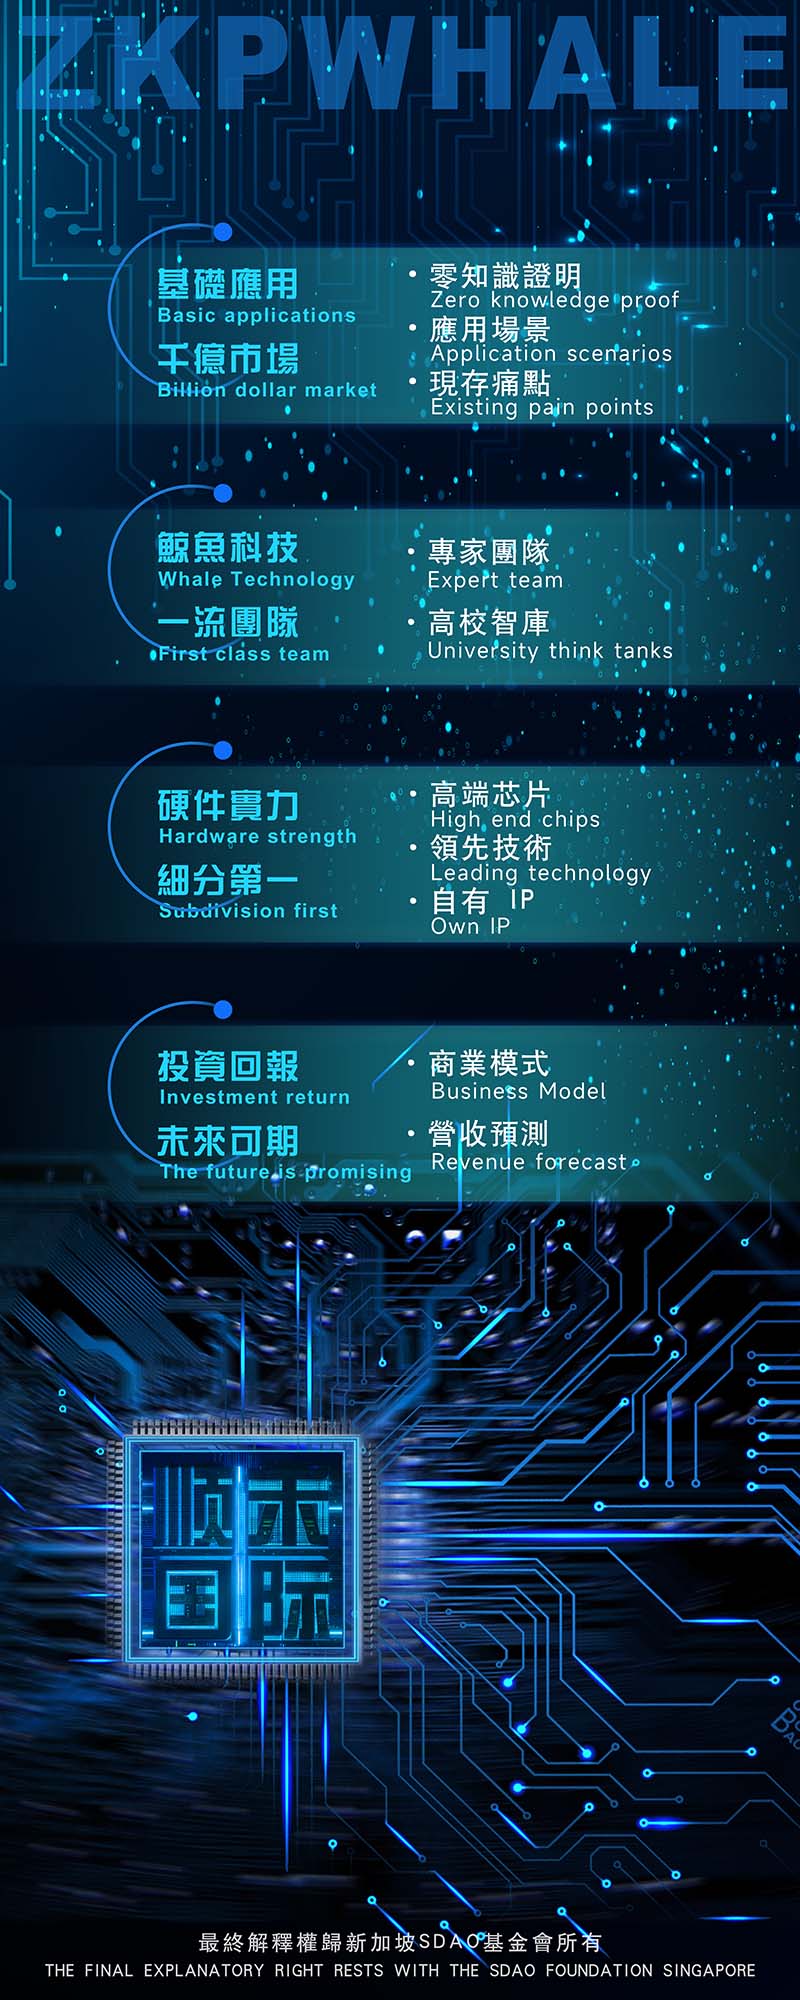 ZKPWHALE
基礎應用
Basic applications
千億市場
Billion dollar market
• 零知識證明
Zero knowledge proof
• 應用場景
Application scenarios
• 現存痛點
Existing pain points
鯨魚科技
Whale Technology
一流團隊
First class team
• 專家團隊
Expert team
• 高校智庫
University think tanks
硬件實力
Hardware strength
細分第一
Subdivision first
• 高端芯片
High end chips
• 領先技術
Leading technology
• 自有 IP
Own IP
投資回報
Investment return
未來可期
The future is promising
• 商業模式
Business Model
• 營收預測
Revenue forecast
国际
最終解釋權歸新加坡SDAO基金會所有
THE FINAL EXPLANATORY RIGHT RESTS WITH THE SDAO FOUNDATION SINGAPORE